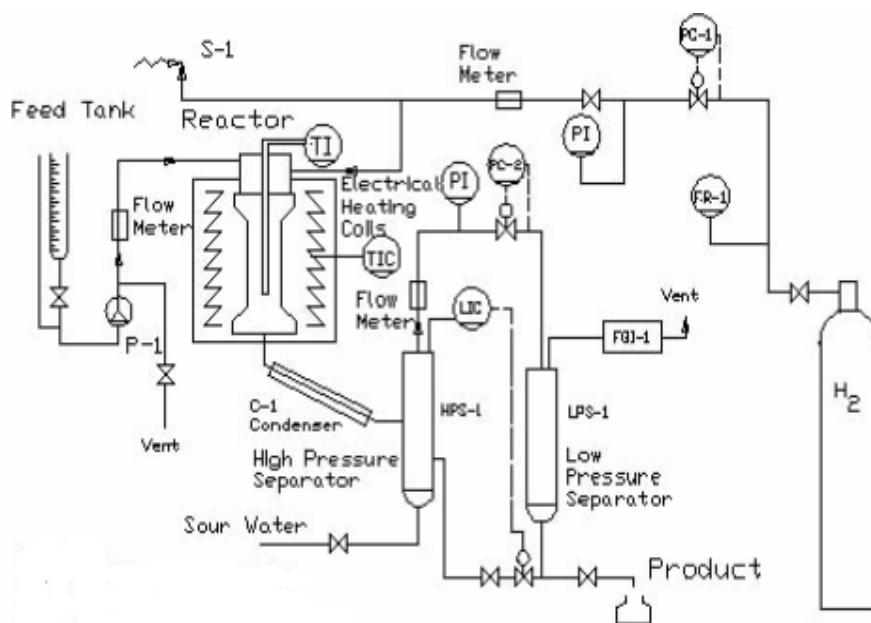 S-1
Flow
Meter
PC-1
Feed Tank
Reactor
TI
PI
Electrical
Heating
Coils
PI
PC-2
FR-1
Flow
Meter
TIC
Flow
Meter
LIC
Vent
P-1
FGI-1
C-1
Condenser
HPS-1
LPS-1
H2
Vent
High Pressure
Separator
Low
Pressure
Separator
Sour Water
Product